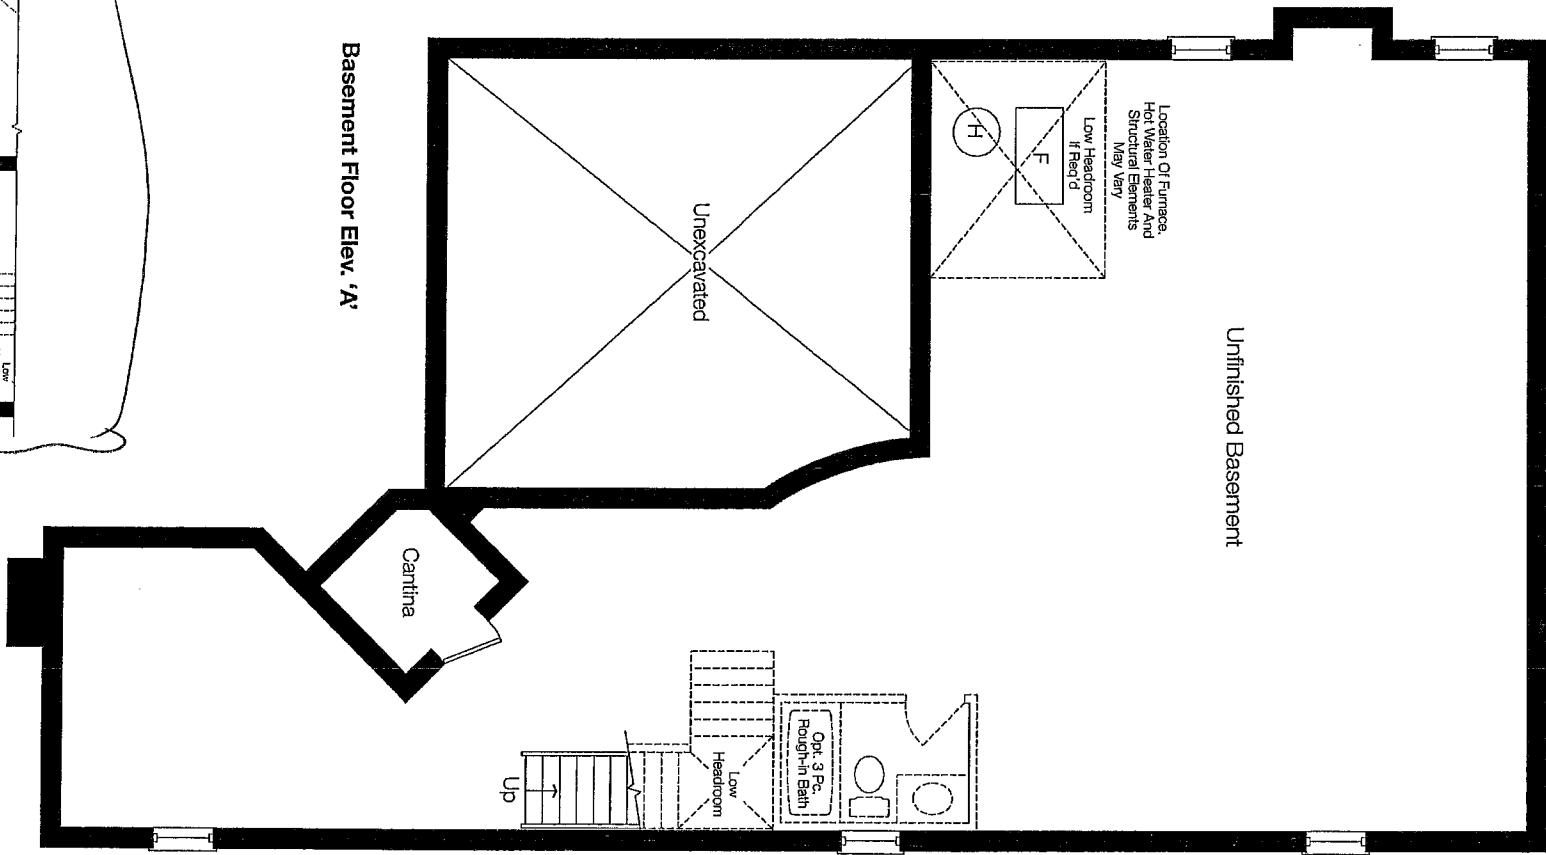 Basement Floor Elev. 'A'
Unexcavated
Location Of Furnace,
Hot Water Heater And
Structural Elements
May Vary
Low Headroom
If Req'd
F
H
Unfinished Basement
Cantina
Opt. 3 Pc.
Rough-in Bath
Low
Headroom
Up
Low